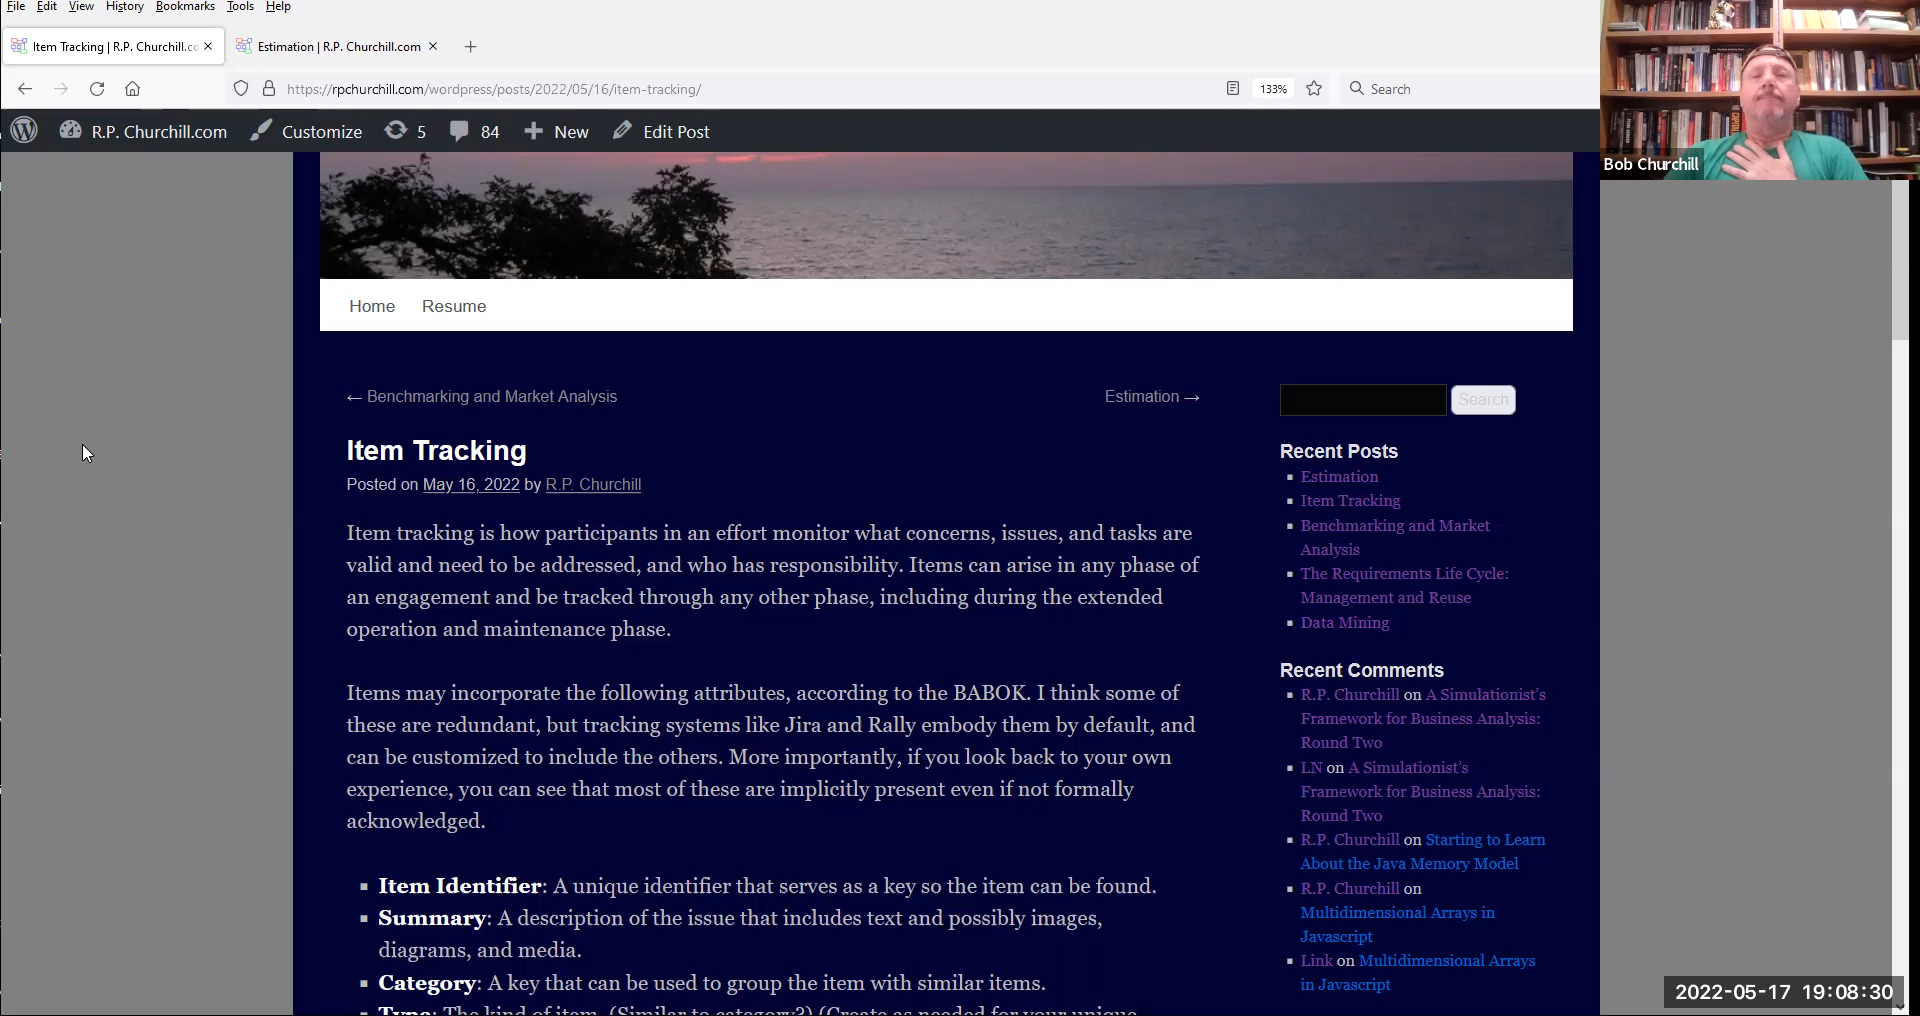 File Edit View History Bookmarks Tools Help
Item Tracking | R.P. Churchill.co
Estimation | R.P. Churchill.com
https://rpchurchill.com/wordpress/posts/2022/05/16/item-tracking/
133%
Search
R.P. Churchill.com Customize 5 84 New Edit Post
Bob Churchill
Home Resume
← Benchmarking and Market Analysis
Estimation →
Item Tracking
Posted on May 16, 2022 by R.P. Churchill
Item tracking is how participants in an effort monitor what concerns, issues, and tasks are
valid and need to be addressed, and who has responsibility. Items can arise in any phase of
an engagement and be tracked through any other phase, including during the extended
operation and maintenance phase.
Items may incorporate the following attributes, according to the BABOK. I think some of
these are redundant, but tracking systems like Jira and Rally embody them by default, and
can be customized to include the others. More importantly, if you look back to your own
experience, you can see that most of these are implicitly present even if not formally
acknowledged.
Item Identifier: A unique identifier that serves as a key so the item can be found.
Summary: A description of the issue that includes text and possibly images,
diagrams, and media.
Category: A key that can be used to group the item with similar items.
Type: The kind of item. (Similar to category?) (Create as needed for your unique
Search
Recent Posts
Estimation
Item Tracking
Benchmarking and Market
Analysis
The Requirements Life Cycle:
Management and Reuse
Data Mining
Recent Comments
R.P. Churchill on A Simulationist's
Framework for Business Analysis:
Round Two
LN on A Simulationist's
Framework for Business Analysis:
Round Two
R.P. Churchill on Starting to Learn
About the Java Memory Model
R.P. Churchill on
Multidimensional Arrays in
Javascript
Link on Multidimensional Arrays
in Javascript
2022-05-17 19:08:30